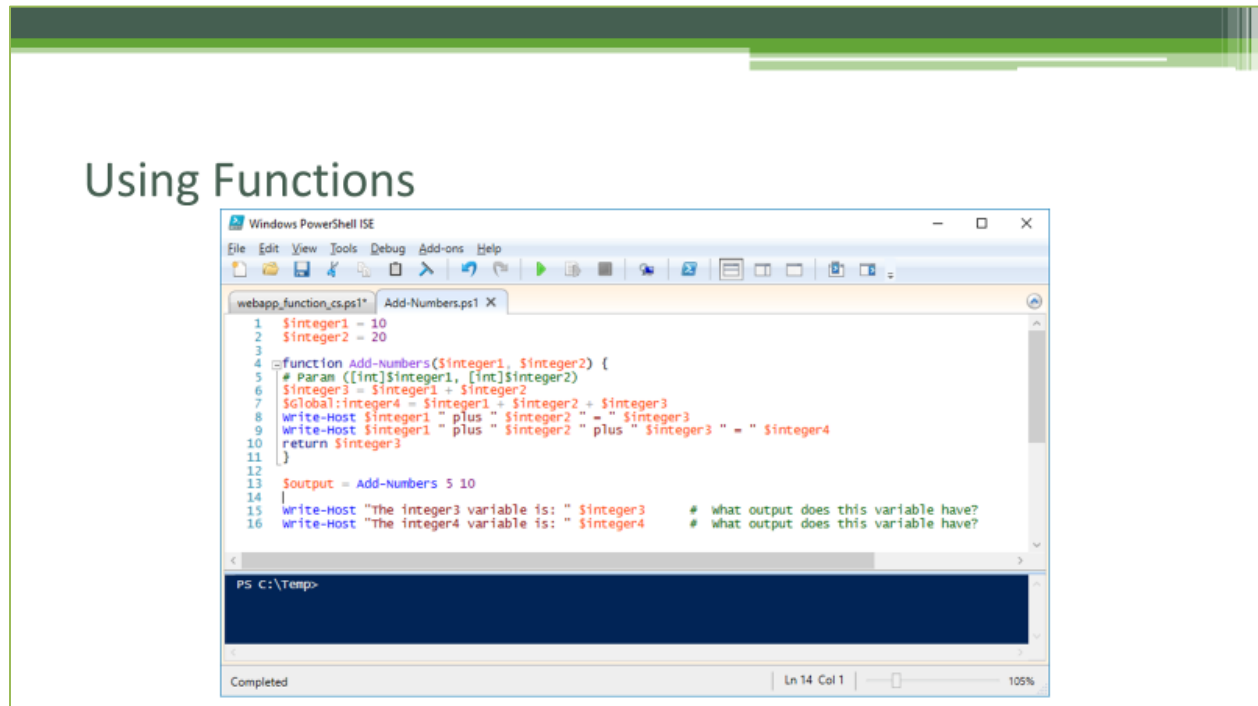 Using Functions
Windows PowerShell ISE
File Edit View Tools Debug Add-ons Help
webapp_function_cs.ps1* Add-Numbers.ps1 X
1 $integer1 = 10
2 $integer2 = 20
3
4 function Add-Numbers($integer1, $integer2) {
5 # Param ([int]$integer1, [int]$integer2)
6 $integer3 = $integer1 + $integer2
7 $Global:integer4 = $integer1 + $integer2 + $integer3
8 Write-Host $integer1 " plus " $integer2 " = " $integer3
9 Write-Host $integer1 " plus " $integer2 " plus " $integer3 " = " $integer4
10 return $integer3
11 }
12
13 $output = Add-Numbers 5 10
14
15 Write-Host "The integer3 variable is: " $integer3 # What output does this variable have?
16 Write-Host "The integer4 variable is: " $integer4 # What output does this variable have?
PS C:\Temp>
Completed Ln 14 Col 1 105%